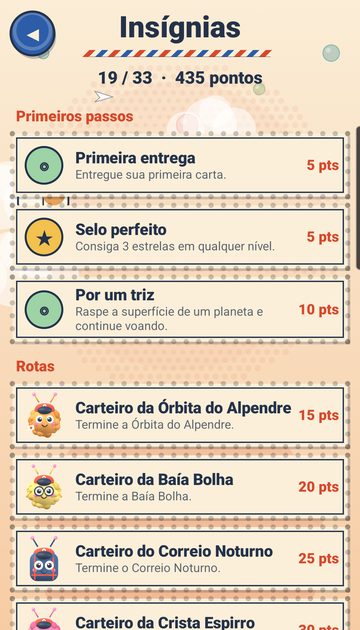 Insígnias
19 / 33 · 435 pontos
Primeiros passos
Primeira entrega
Entregue sua primeira carta.
5 pts
Selo perfeito
Consiga 3 estrelas em qualquer nível.
5 pts
Por um triz
Raspe a superfície de um planeta e
continue voando.
10 pts
Rotas
Carteiro da Órbita do Alpendre
Termine a Órbita do Alpendre.
15 pts
Carteiro da Baía Bolha
Termine a Baía Bolha.
20 pts
Carteiro do Correio Noturno
Termine o Correio Noturno.
25 pts
Carteiro da Crista Espirro
30 pts